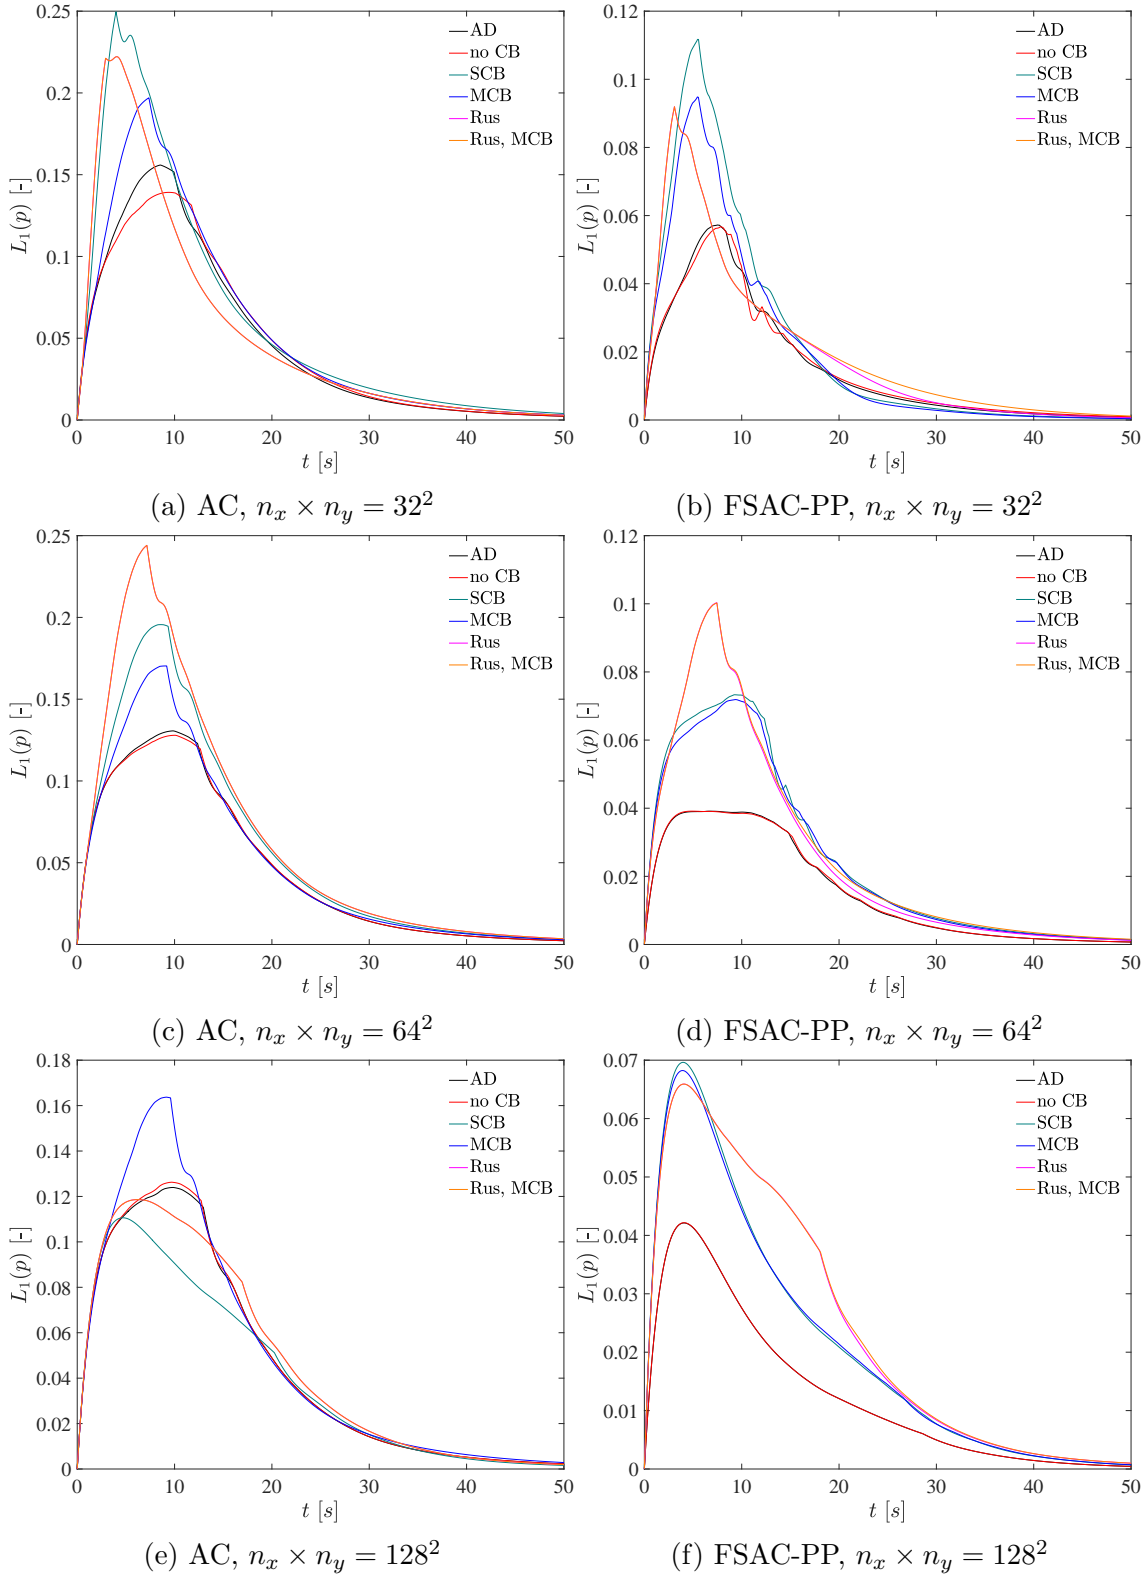 0.25
0.2
0.15
0.1
0.05
0
L₁(p) [-]
0 10 20 30 40 50
t [s]
AD
no CB
SCB
MCB
Rus
Rus, MCB
(a) AC, nₓ × n_y = 32²
0.12
0.1
0.08
0.06
0.04
0.02
0
L₁(p) [-]
0 10 20 30 40 50
t [s]
AD
no CB
SCB
MCB
Rus
Rus, MCB
(b) FSAC-PP, nₓ × n_y = 32²
0.25
0.2
0.15
0.1
0.05
0
L₁(p) [-]
0 10 20 30 40 50
t [s]
AD
no CB
SCB
MCB
Rus
Rus, MCB
(c) AC, nₓ × n_y = 64²
0.12
0.1
0.08
0.06
0.04
0.02
0
L₁(p) [-]
0 10 20 30 40 50
t [s]
AD
no CB
SCB
MCB
Rus
Rus, MCB
(d) FSAC-PP, nₓ × n_y = 64²
0.18
0.16
0.14
0.12
0.1
0.08
0.06
0.04
0.02
0
L₁(p) [-]
0 10 20 30 40 50
t [s]
AD
no CB
SCB
MCB
Rus
Rus, MCB
(e) AC, nₓ × n_y = 128²
0.07
0.06
0.05
0.04
0.03
0.02
0.01
0
L₁(p) [-]
0 10 20 30 40 50
t [s]
AD
no CB
SCB
MCB
Rus
Rus, MCB
(f) FSAC-PP, nₓ × n_y = 128²